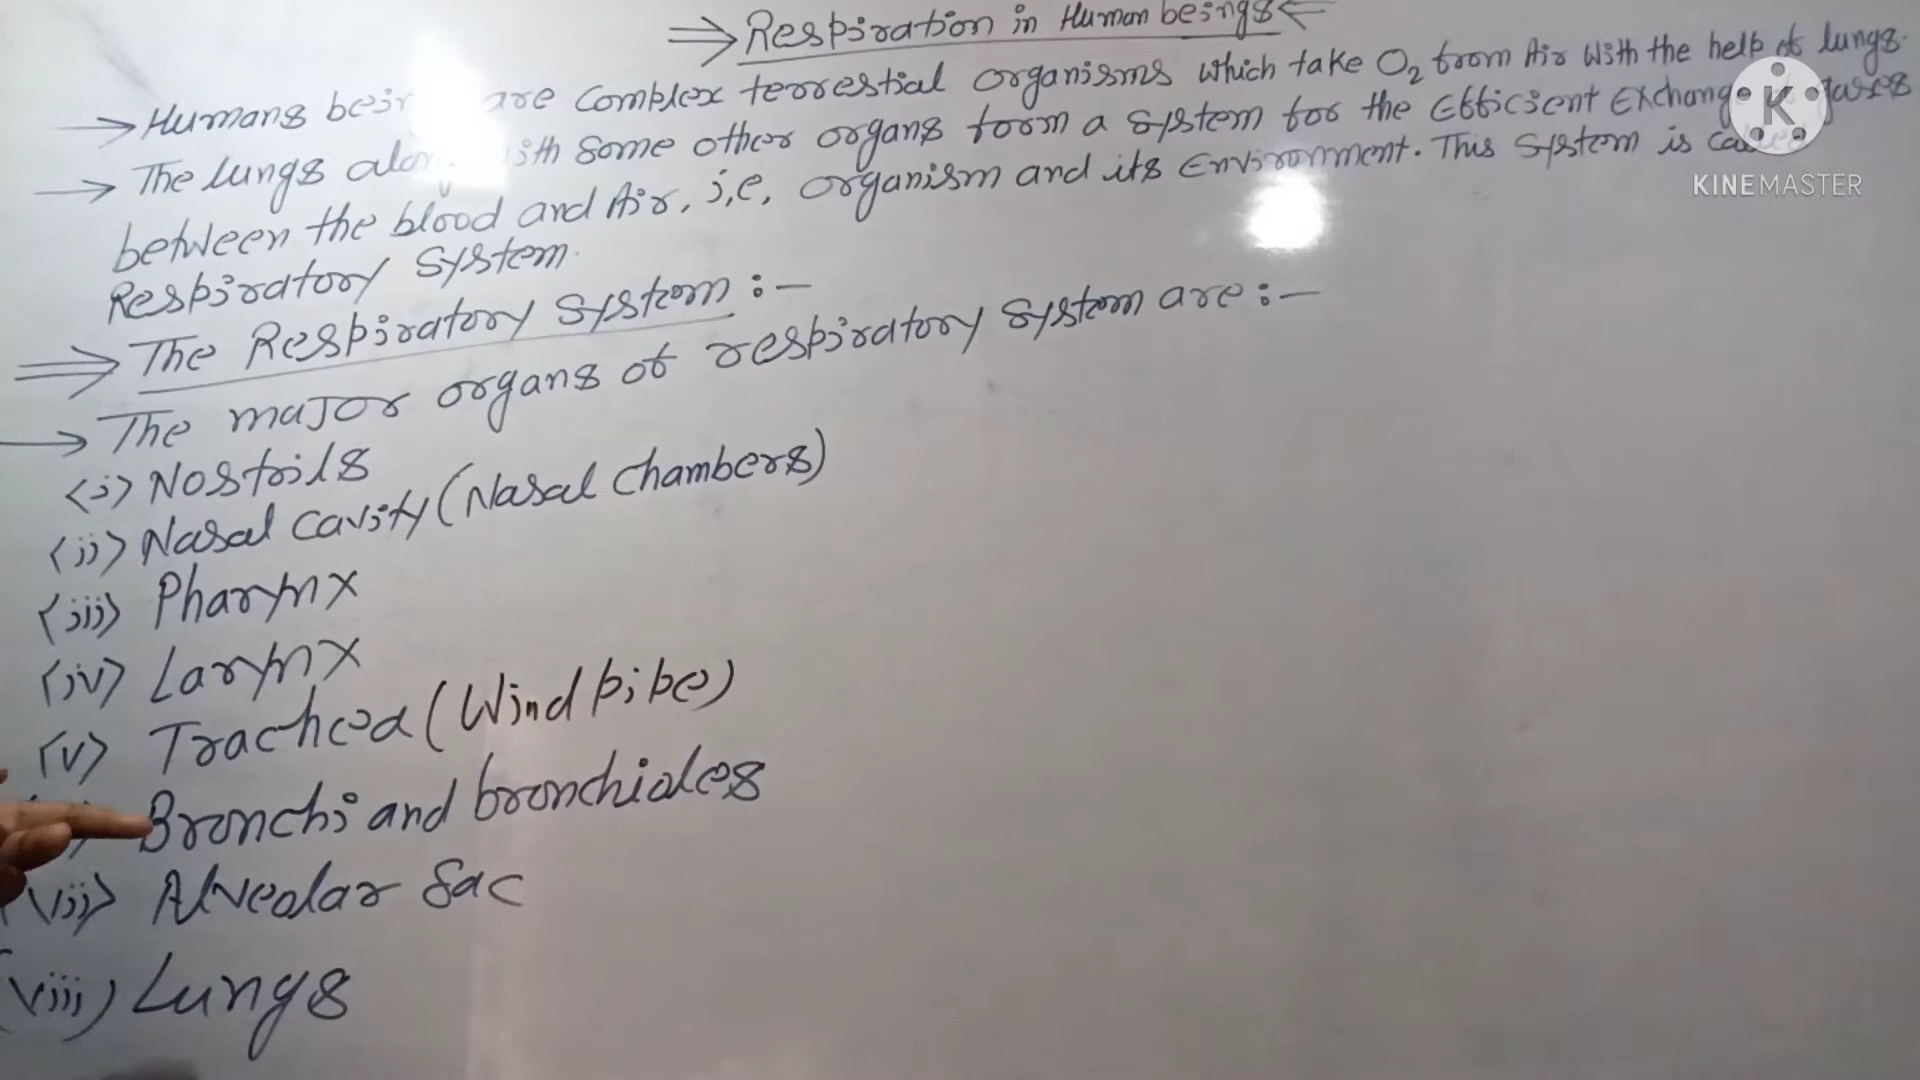 ⇒ Respiration in Human beings ⇐
→ Humans are complex terrestial organisms which take O₂ from Air with the help of lungs.
→ The lungs with some other organs form a system for the Efficient Exchange gases
between the blood and Air, i,e, organism and its Environment. This System is
Respiratory System.
⇒ The Respiratory System :-
→ The major organs of respiratory system are :-
(i) Nostrils
(ii) Nasal cavity (Nasal chambers)
(iii) Pharynx
(iv) Larynx
(v) Trachea (Wind pipe)
Bronchi and bronchioles
(vii) Alveolar Sac
(viii) Lungs
K
KINEMASTER